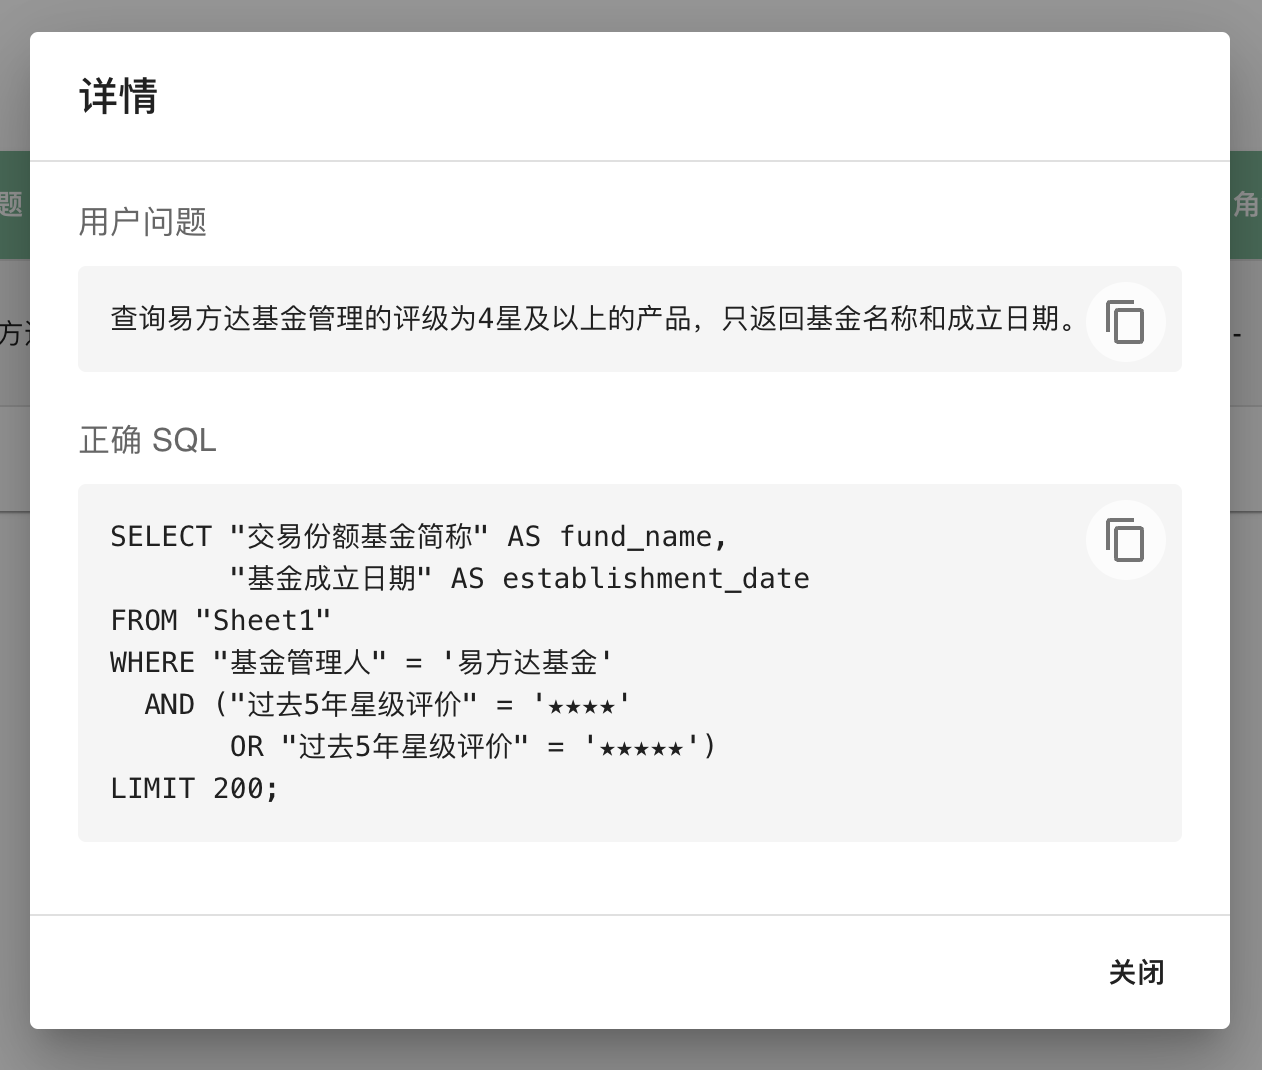 详情
题
角
用户问题
查询易方达基金管理的评级为4星及以上的产品，只返回基金名称和成立日期。
方
-
正确 SQL
SELECT "交易份额基金简称" AS fund_name,
"基金成立日期" AS establishment_date
FROM "Sheet1"
WHERE "基金管理人" = '易方达基金'
AND ("过去5年星级评价" = '★★★★'
OR "过去5年星级评价" = '★★★★★')
LIMIT 200;
关闭